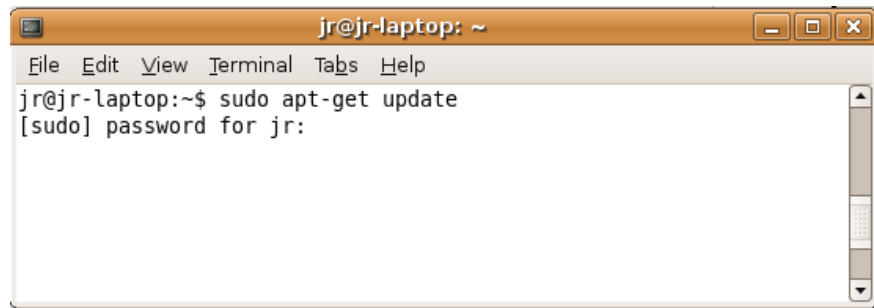 jr@jr-laptop: ~
File Edit View Terminal Tabs Help
jr@jr-laptop:~$ sudo apt-get update
[sudo] password for jr: